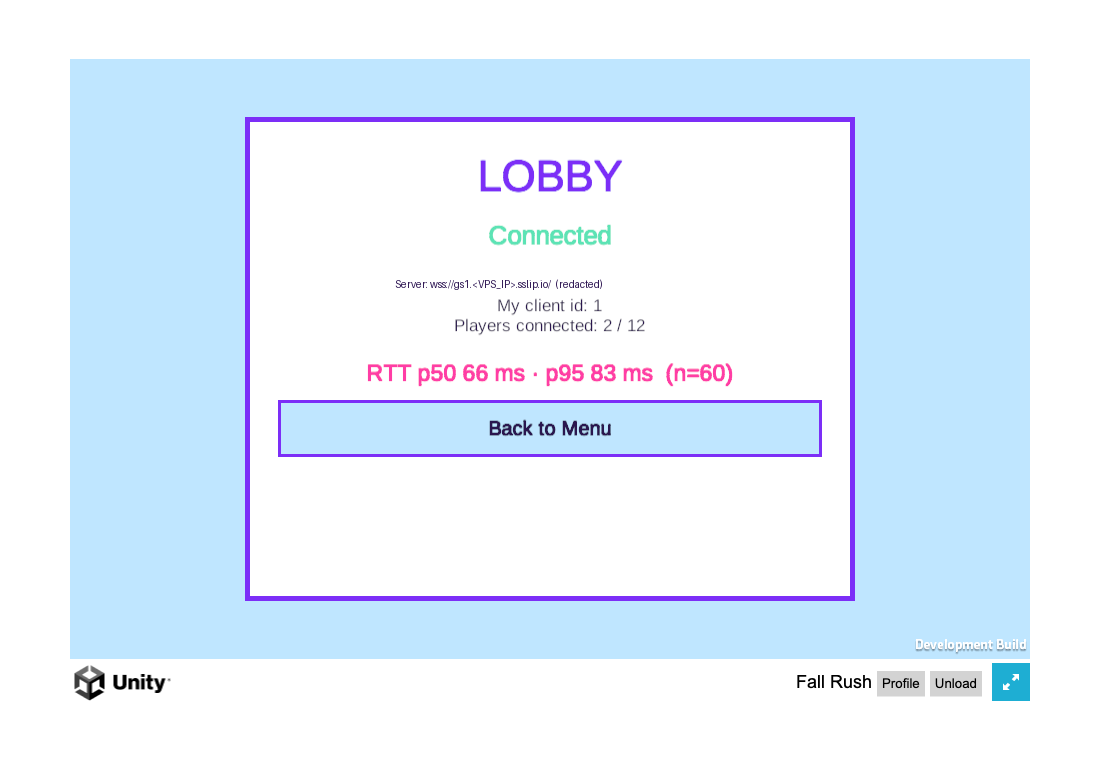 LOBBY
Connected
Server: wss://gs1.<VPS_IP>.sslip.io/ (redacted)
My client id: 1
Players connected: 2 / 12
RTT p50 66 ms · p95 83 ms (n=60)
Back to Menu
Development Build
Unity
Fall Rush
Profile
Unload